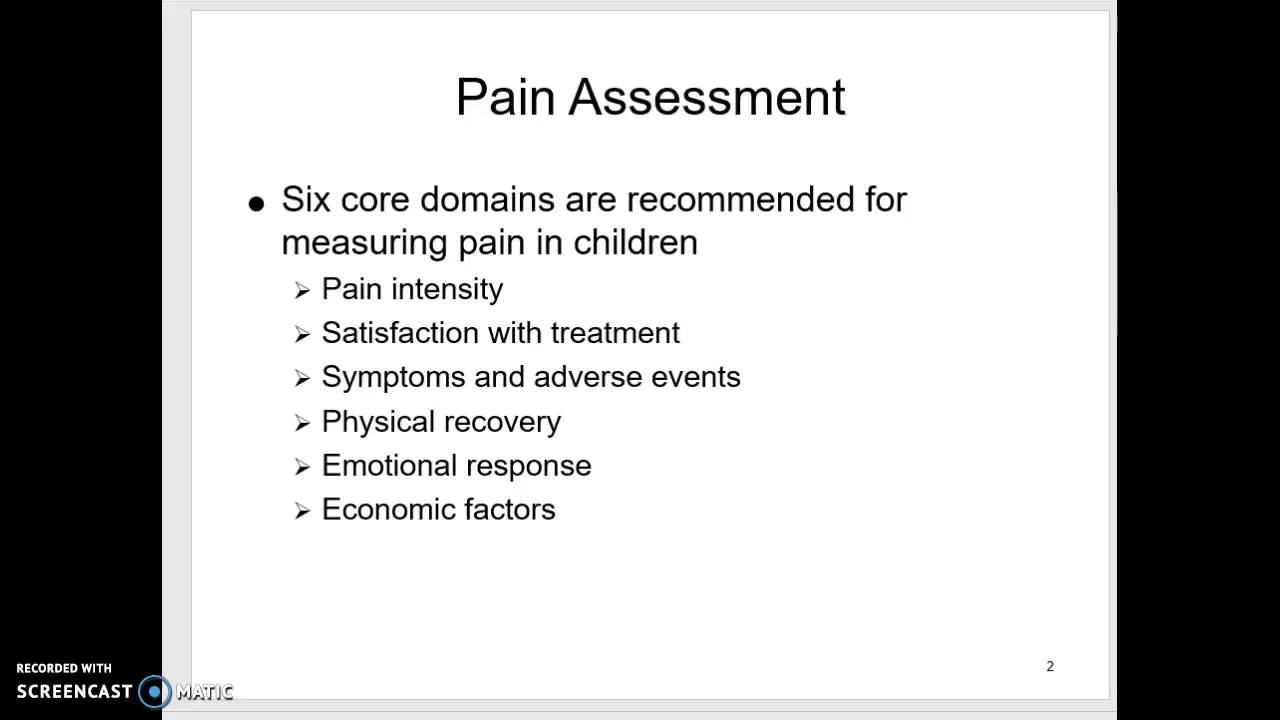 Pain Assessment
● Six core domains are recommended for
measuring pain in children
➢ Pain intensity
➢ Satisfaction with treatment
➢ Symptoms and adverse events
➢ Physical recovery
➢ Emotional response
➢ Economic factors
2
RECORDED WITH
SCREENCAST MATIC